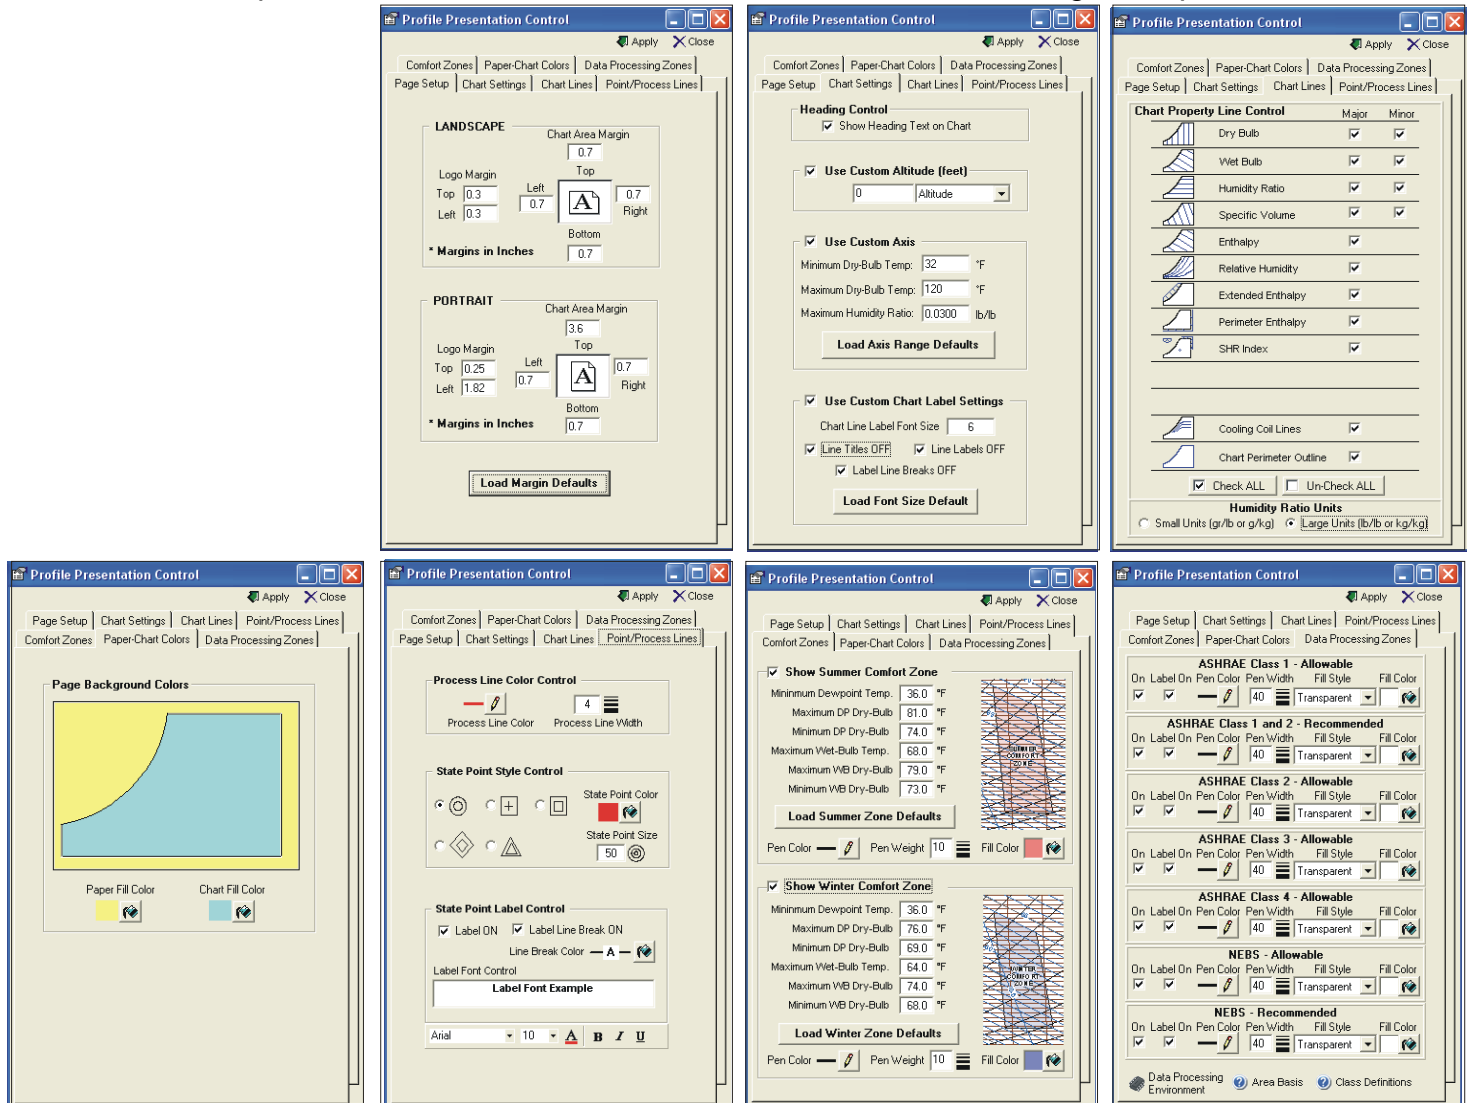 Profile Presentation Control
Apply Close
Comfort Zones Paper-Chart Colors Data Processing Zones
Page Setup Chart Settings Chart Lines Point/Process Lines
LANDSCAPE
Chart Area Margin
0.7
Top
Logo Margin
Top 0.3
Left 0.3
Left
0.7
A
0.7
Right
Bottom
0.7
* Margins in Inches
PORTRAIT
Chart Area Margin
3.6
Top
Logo Margin
Top 0.25
Left 1.82
Left
0.7
A
0.7
Right
Bottom
0.7
* Margins in Inches
Load Margin Defaults
Profile Presentation Control
Apply Close
Comfort Zones Paper-Chart Colors Data Processing Zones
Page Setup Chart Settings Chart Lines Point/Process Lines
Heading Control
Show Heading Text on Chart
Use Custom Altitude (feet)
0 Altitude
Use Custom Axis
Minimum Dry-Bulb Temp: 32 °F
Maximum Dry-Bulb Temp: 120 °F
Maximum Humidity Ratio: 0.0300 lb/lb
Load Axis Range Defaults
Use Custom Chart Label Settings
Chart Line Label Font Size 6
Line Titles OFF Line Labels OFF
Label Line Breaks OFF
Load Font Size Default
Profile Presentation Control
Apply Close
Comfort Zones Paper-Chart Colors Data Processing Zones
Page Setup Chart Settings Chart Lines Point/Process Lines
Chart Property Line Control Major Minor
Dry Bulb
Wet Bulb
Humidity Ratio
Specific Volume
Enthalpy
Relative Humidity
Extended Enthalpy
Perimeter Enthalpy
SHR Index
Cooling Coil Lines
Chart Perimeter Outline
Check ALL Un-Check ALL
Humidity Ratio Units
Small Units (gr/lb or g/kg) Large Units (lb/lb or kg/kg)
Profile Presentation Control
Apply Close
Page Setup Chart Settings Chart Lines Point/Process Lines
Comfort Zones Paper-Chart Colors Data Processing Zones
Page Background Colors
Paper Fill Color Chart Fill Color
Profile Presentation Control
Apply Close
Comfort Zones Paper-Chart Colors Data Processing Zones
Page Setup Chart Settings Chart Lines Point/Process Lines
Process Line Color Control
4
Process Line Color Process Line Width
State Point Style Control
State Point Color
State Point Size
50
State Point Label Control
Label ON Label Line Break ON
Line Break Color A
Label Font Control
Label Font Example
Arial 10 A B I U
Profile Presentation Control
Apply Close
Page Setup Chart Settings Chart Lines Point/Process Lines
Comfort Zones Paper-Chart Colors Data Processing Zones
Show Summer Comfort Zone
Mininmum Dewpoint Temp. 36.0 °F
Maximum DP Dry-Bulb 81.0 °F
Minimum DP Dry-Bulb 74.0 °F
Maximum Wet-Bulb Temp. 68.0 °F
Maximum WB Dry-Bulb 79.0 °F
Minimum WB Dry-Bulb 73.0 °F
SUMMER
COMFORT
ZONE
Load Summer Zone Defaults
Pen Color Pen Weight 10 Fill Color
Show Winter Comfort Zone
Mininmum Dewpoint Temp. 36.0 °F
Maximum DP Dry-Bulb 76.0 °F
Minimum DP Dry-Bulb 69.0 °F
Maximum Wet-Bulb Temp. 64.0 °F
Maximum WB Dry-Bulb 74.0 °F
Minimum WB Dry-Bulb 68.0 °F
WINTER
COMFORT
ZONE
Load Winter Zone Defaults
Pen Color Pen Weight 10 Fill Color
Profile Presentation Control
Apply Close
Page Setup Chart Settings Chart Lines Point/Process Lines
Comfort Zones Paper-Chart Colors Data Processing Zones
ASHRAE Class 1 - Allowable
On Label On Pen Color Pen Width Fill Style Fill Color
40 Transparent
ASHRAE Class 1 and 2 - Recommended
On Label On Pen Color Pen Width Fill Style Fill Color
40 Transparent
ASHRAE Class 2 - Allowable
On Label On Pen Color Pen Width Fill Style Fill Color
40 Transparent
ASHRAE Class 3 - Allowable
On Label On Pen Color Pen Width Fill Style Fill Color
40 Transparent
ASHRAE Class 4 - Allowable
On Label On Pen Color Pen Width Fill Style Fill Color
40 Transparent
NEBS - Allowable
On Label On Pen Color Pen Width Fill Style Fill Color
40 Transparent
NEBS - Recommended
On Label On Pen Color Pen Width Fill Style Fill Color
40 Transparent
Data Processing
Environment
Area Basis Class Definitions